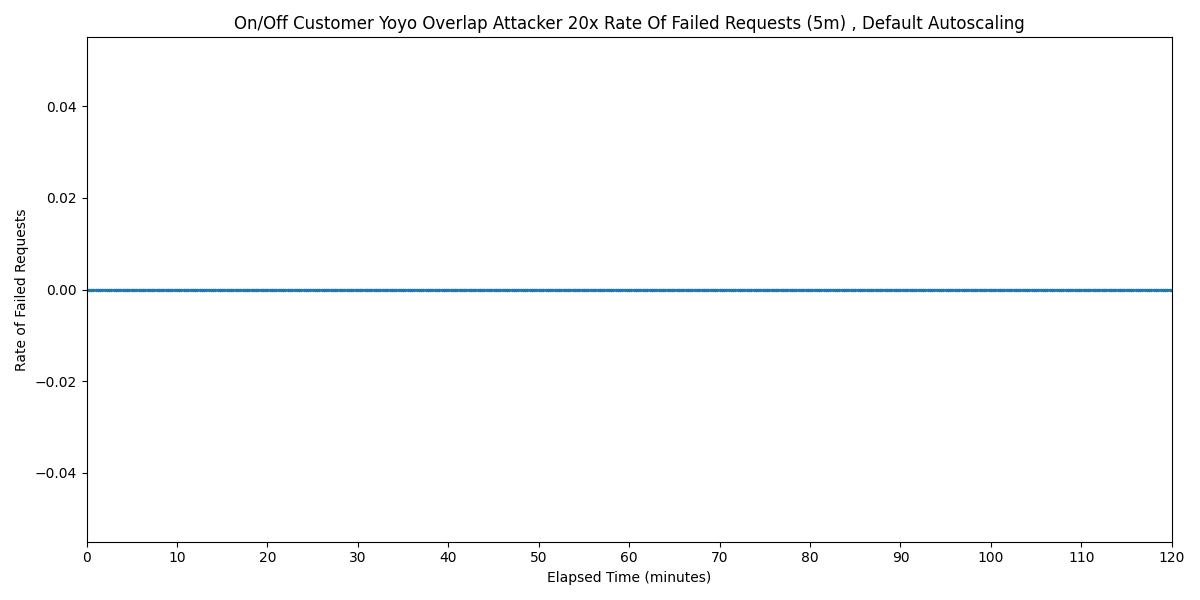 On/Off Customer Yoyo Overlap Attacker 20x Rate Of Failed Requests (5m) , Default Autoscaling
0.04
0.02
0.00
−0.02
−0.04
Rate of Failed Requests
0 10 20 30 40 50 60 70 80 90 100 110 120
Elapsed Time (minutes)